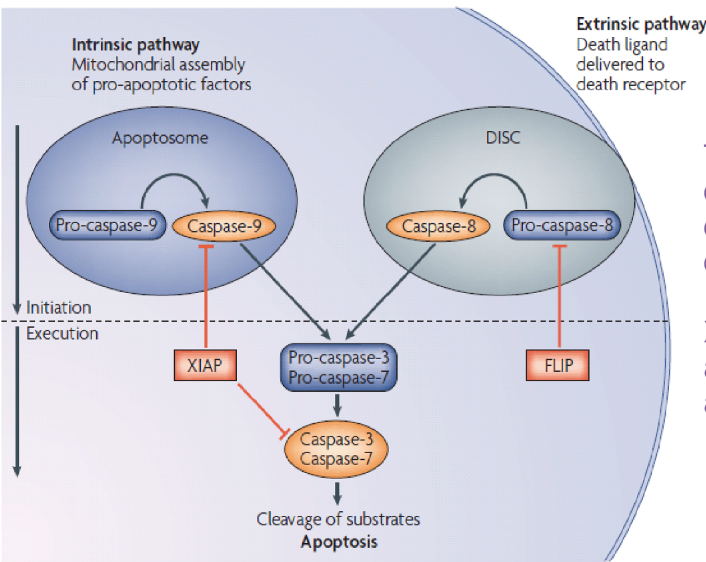 Intrinsic pathway
Mitochondrial assembly
of pro-apoptotic factors
Extrinsic pathway
Death ligand
delivered to
death receptor
Apoptosome
Pro-caspase-9
Caspase-9
DISC
Caspase-8
Pro-caspase-8
Initiation
Execution
XIAP
Pro-caspase-3
Pro-caspase-7
FLIP
Caspase-3
Caspase-7
Cleavage of substrates
Apoptosis